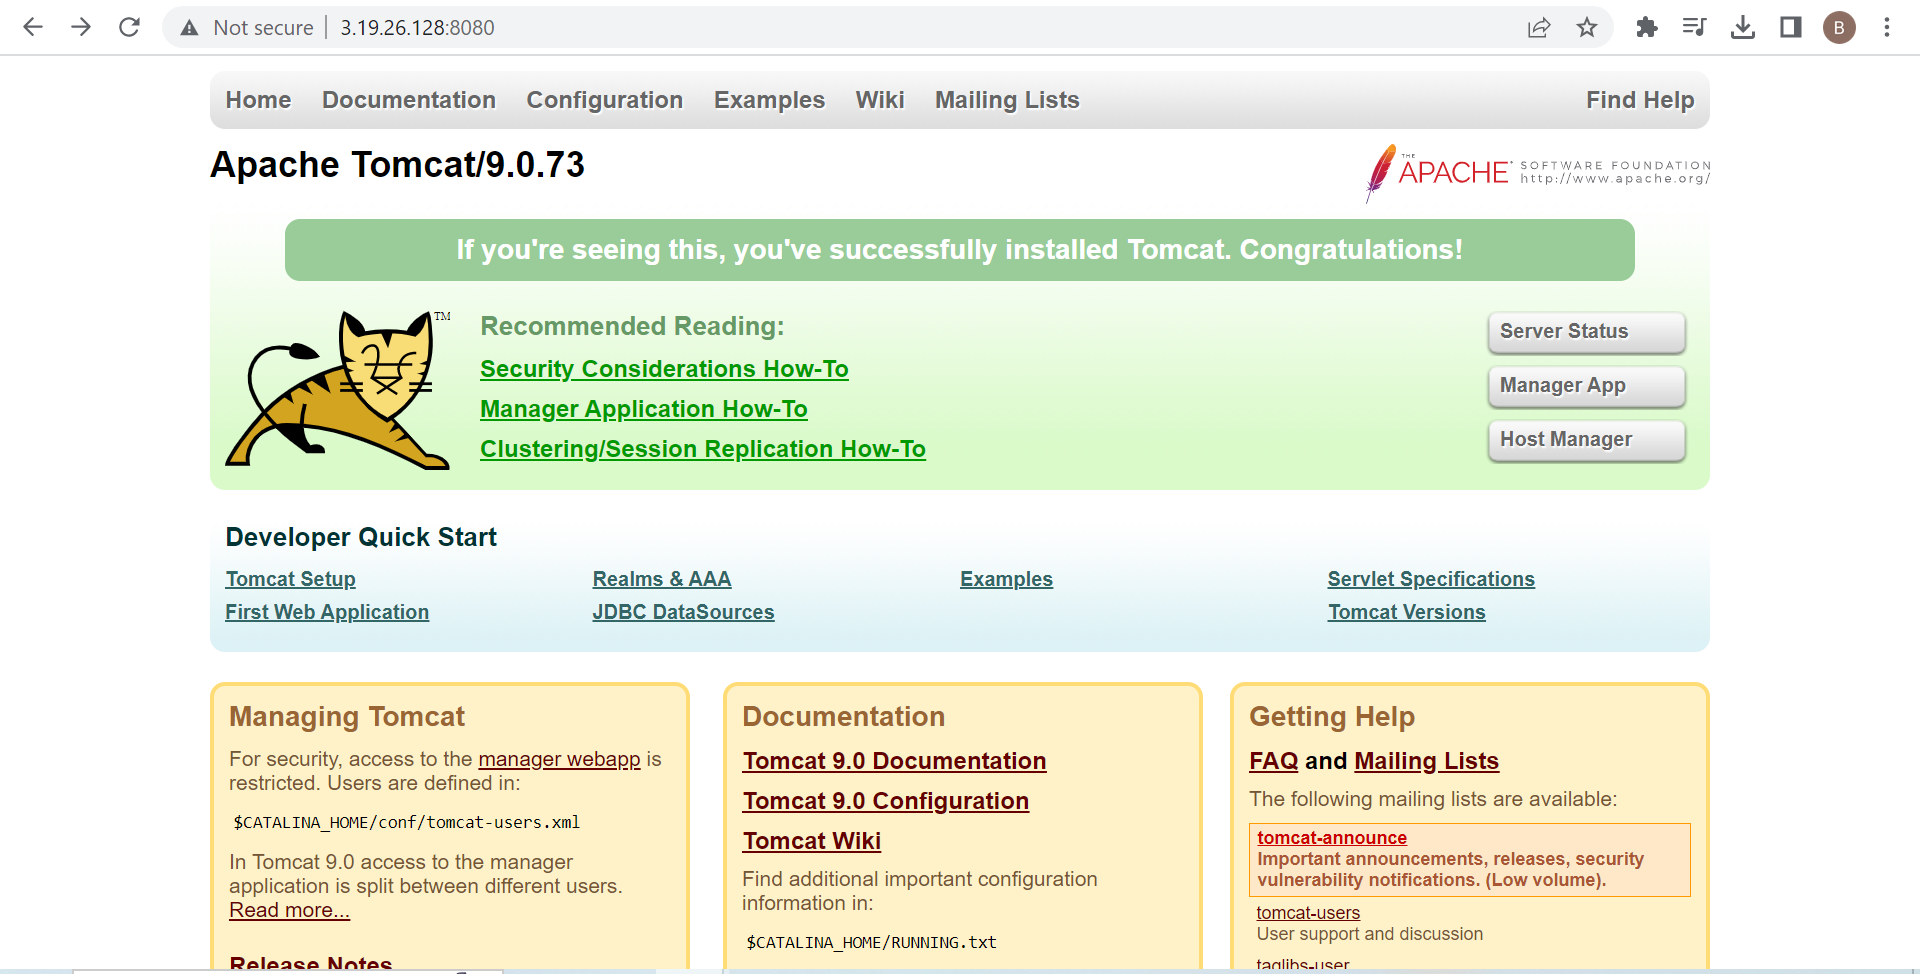 Not secure | 3.19.26.128:8080
B
Home Documentation Configuration Examples Wiki Mailing Lists Find Help
Apache Tomcat/9.0.73
THE
APACHE SOFTWARE FOUNDATION
http://www.apache.org/
If you're seeing this, you've successfully installed Tomcat. Congratulations!
TM
Recommended Reading:
Security Considerations How-To
Manager Application How-To
Clustering/Session Replication How-To
Server Status
Manager App
Host Manager
Developer Quick Start
Tomcat Setup
First Web Application
Realms & AAA
JDBC DataSources
Examples
Servlet Specifications
Tomcat Versions
Managing Tomcat
For security, access to the manager webapp is
restricted. Users are defined in:
$CATALINA_HOME/conf/tomcat-users.xml
In Tomcat 9.0 access to the manager
application is split between different users.
Read more...
Release Notes
Documentation
Tomcat 9.0 Documentation
Tomcat 9.0 Configuration
Tomcat Wiki
Find additional important configuration
information in:
$CATALINA_HOME/RUNNING.txt
Getting Help
FAQ and Mailing Lists
The following mailing lists are available:
tomcat-announce
Important announcements, releases, security
vulnerability notifications. (Low volume).
tomcat-users
User support and discussion
taglibs-user